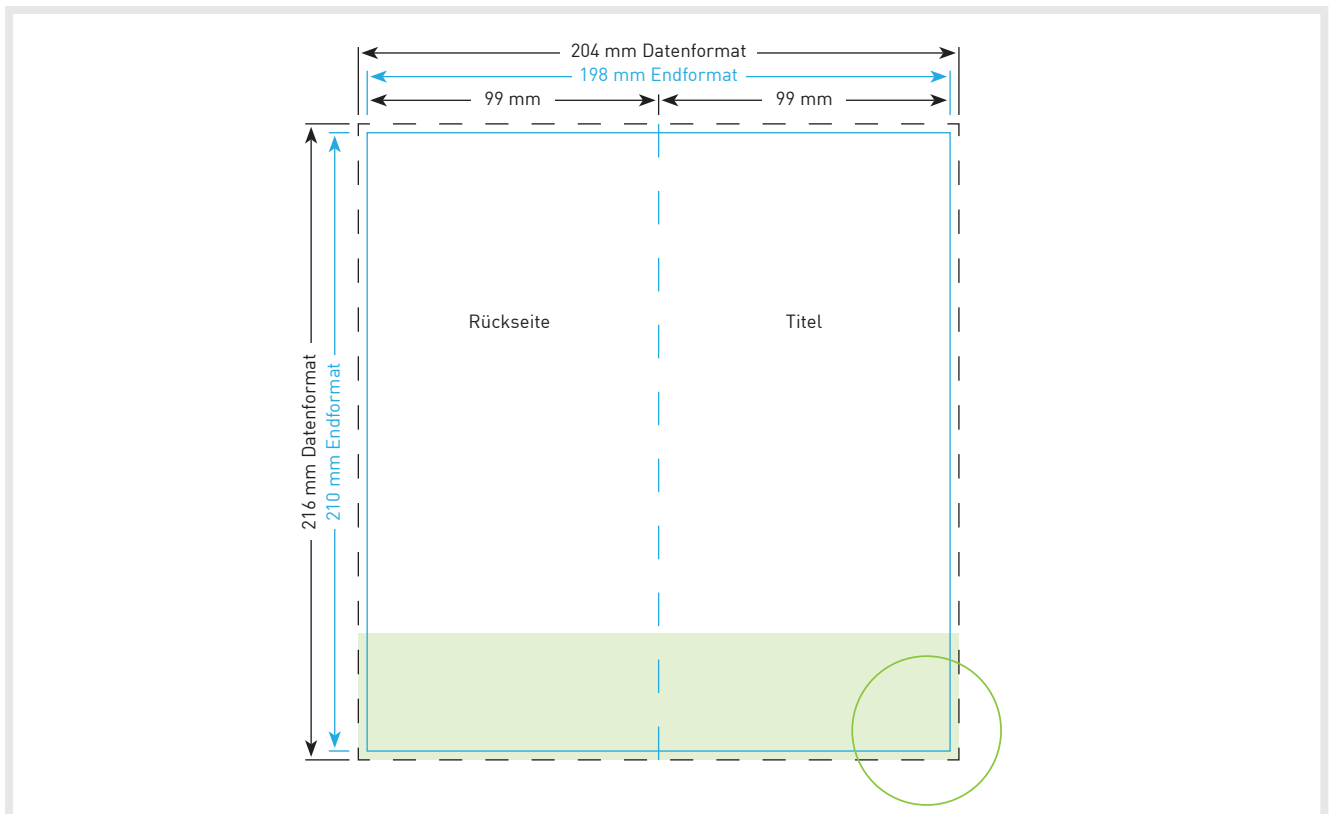 204 mm Datenformat
198 mm Endformat
99 mm
99 mm
216 mm Datenformat
210 mm Endformat
Rückseite
Titel